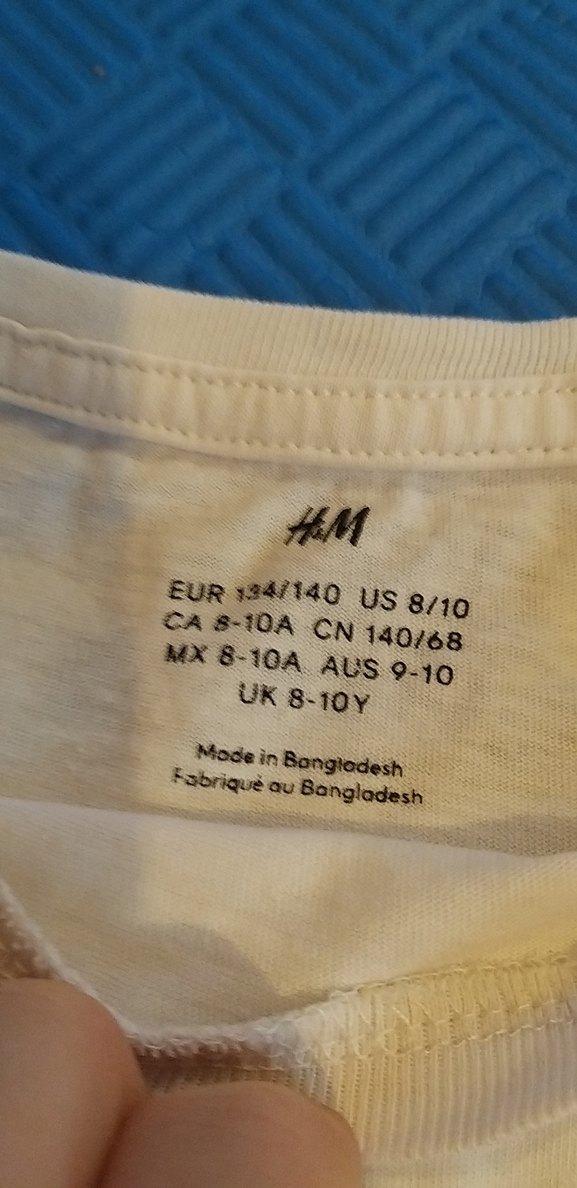 H&M
EUR 134/140 US 8/10
CA 8-10A CN 140/68
MX 8-10A AUS 9-10
UK 8-10Y
Made in Bangladesh
Fabriqué au Bangladesh